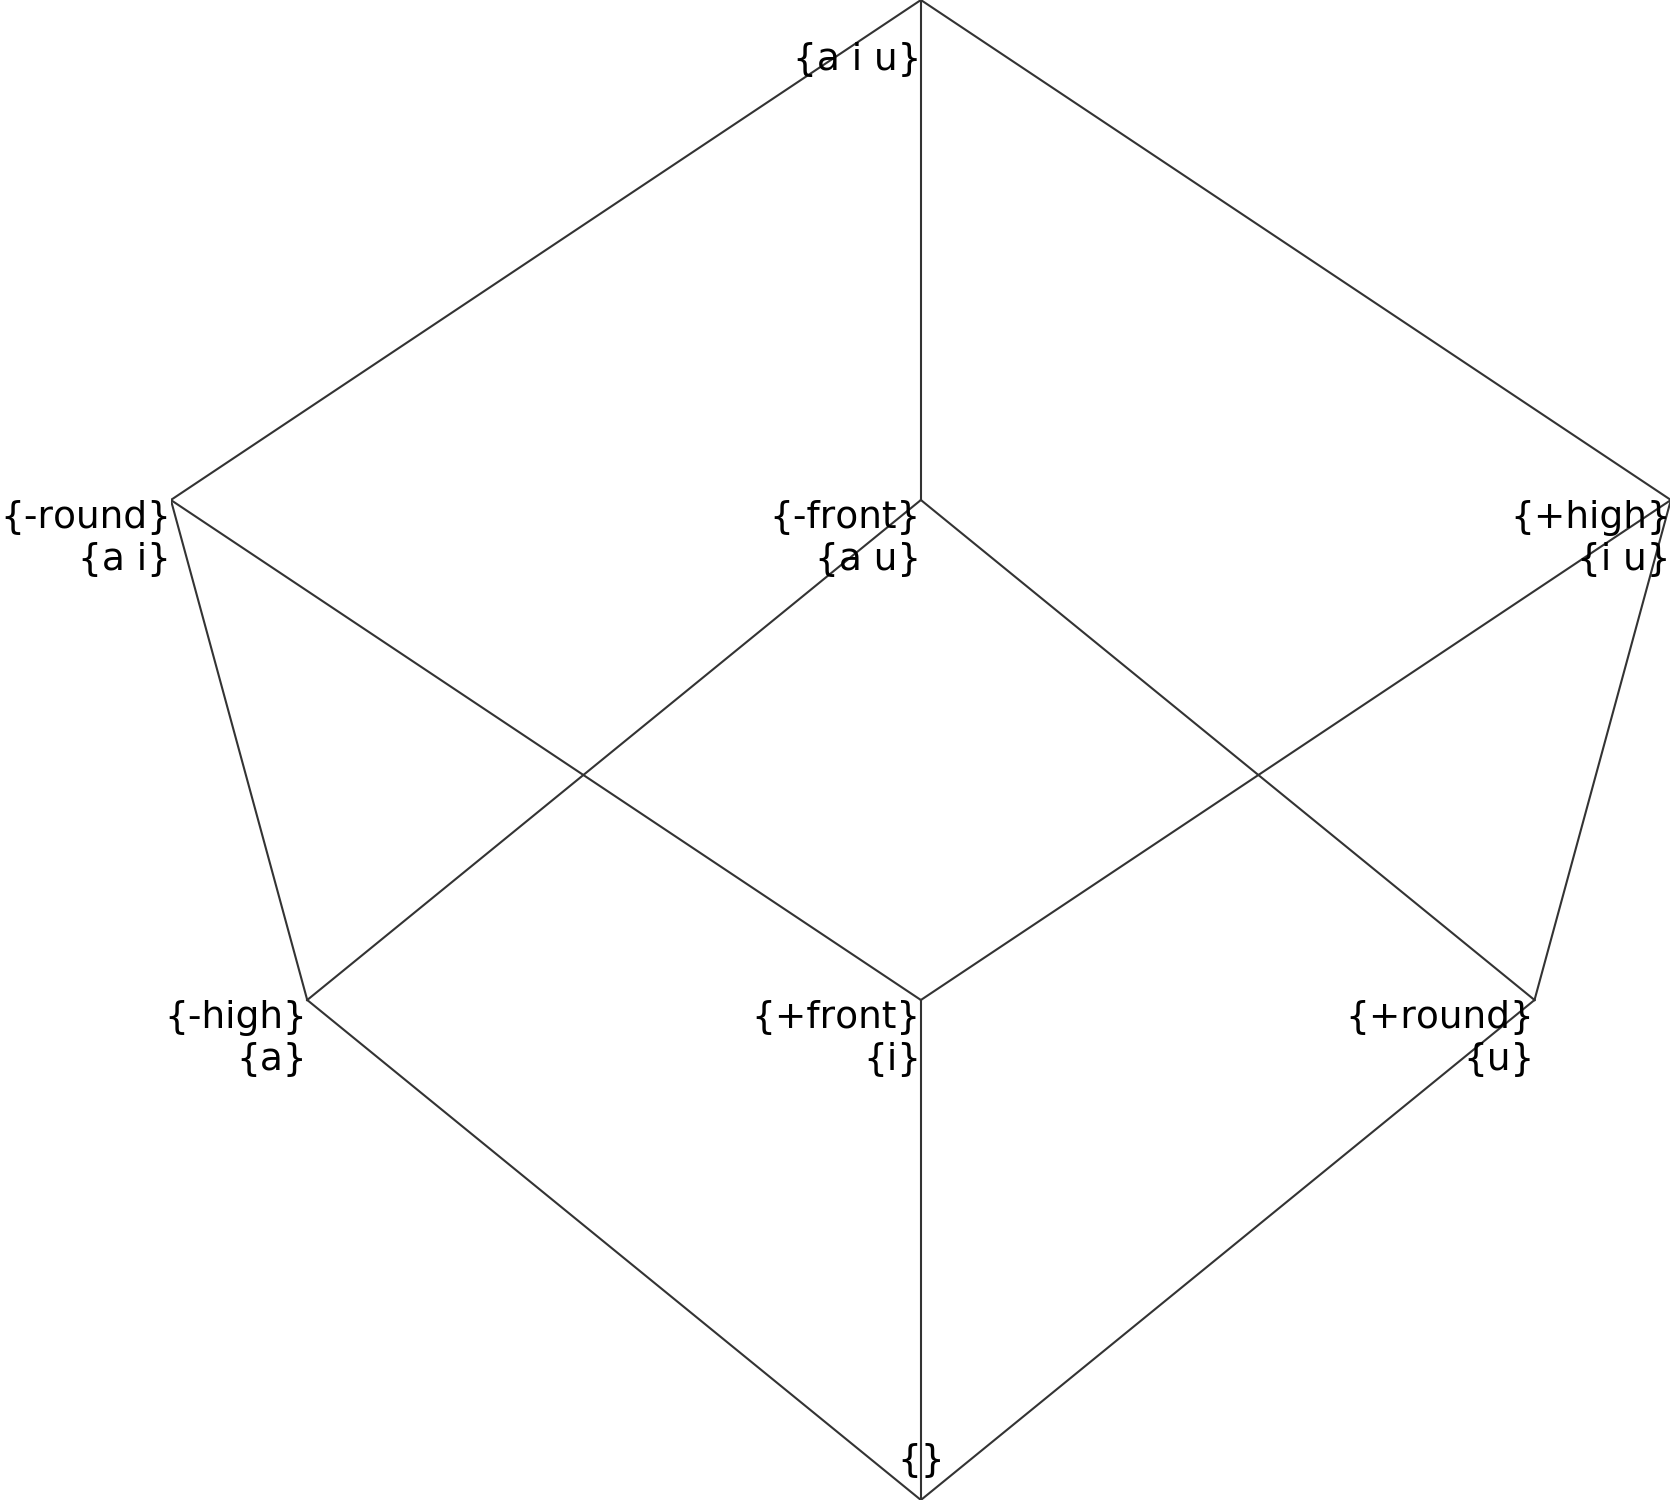 {a i u}
{-round}
{a i}
{-front}
{a u}
{+high}
{i u}
{-high}
{a}
{+front}
{i}
{+round}
{u}
{}